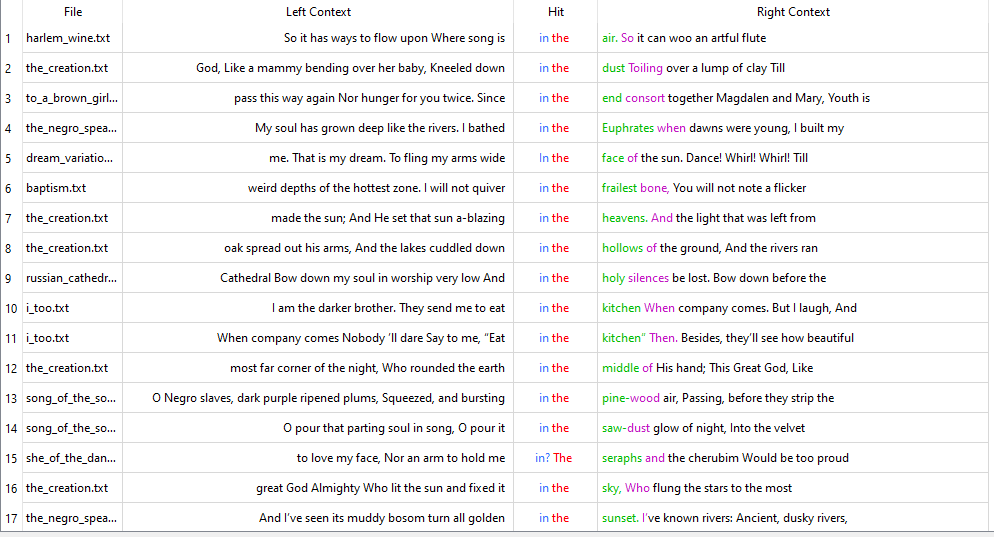 File Left Context Hit Right Context
1 harlem_wine.txt So it has ways to flow upon Where song is in the air. So it can woo an artful flute
2 the_creation.txt God, Like a mammy bending over her baby, Kneeled down in the dust Toiling over a lump of clay Till
3 to_a_brown_girl... pass this way again Nor hunger for you twice. Since in the end consort together Magdalen and Mary, Youth is
4 the_negro_spea... My soul has grown deep like the rivers. I bathed in the Euphrates when dawns were young, I built my
5 dream_variatio... me. That is my dream. To fling my arms wide In the face of the sun. Dance! Whirl! Whirl! Till
6 baptism.txt weird depths of the hottest zone. I will not quiver in the frailest bone, You will not note a flicker
7 the_creation.txt made the sun; And He set that sun a-blazing in the heavens. And the light that was left from
8 the_creation.txt oak spread out his arms, And the lakes cuddled down in the hollows of the ground, And the rivers ran
9 russian_cathedr... Cathedral Bow down my soul in worship very low And in the holy silences be lost. Bow down before the
10 i_too.txt I am the darker brother. They send me to eat in the kitchen When company comes. But I laugh, And
11 i_too.txt When company comes Nobody ’ll dare Say to me, “Eat in the kitchen” Then. Besides, they’ll see how beautiful
12 the_creation.txt most far corner of the night, Who rounded the earth in the middle of His hand; This Great God, Like
13 song_of_the_so... O Negro slaves, dark purple ripened plums, Squeezed, and bursting in the pine-wood air, Passing, before they strip the
14 song_of_the_so... O pour that parting soul in song, O pour it in the saw-dust glow of night, Into the velvet
15 she_of_the_dan... to love my face, Nor an arm to hold me in? The seraphs and the cherubim Would be too proud
16 the_creation.txt great God Almighty Who lit the sun and fixed it in the sky, Who flung the stars to the most
17 the_negro_spea... And I’ve seen its muddy bosom turn all golden in the sunset. I’ve known rivers: Ancient, dusky rivers,